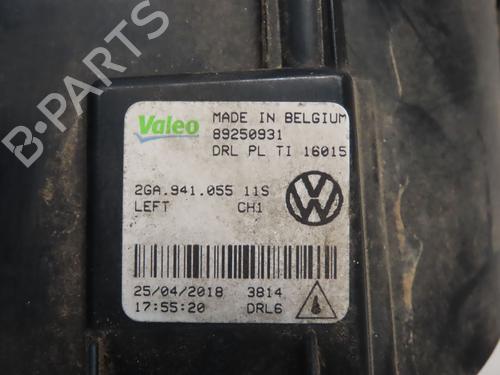 Valeo
MADE IN BELGIUM
89250931
DRL PL TI 16015
2GA.941.055 11S
LEFT CH1
25/04/2018 3814
17:55:20 DRL6
B-PARTS